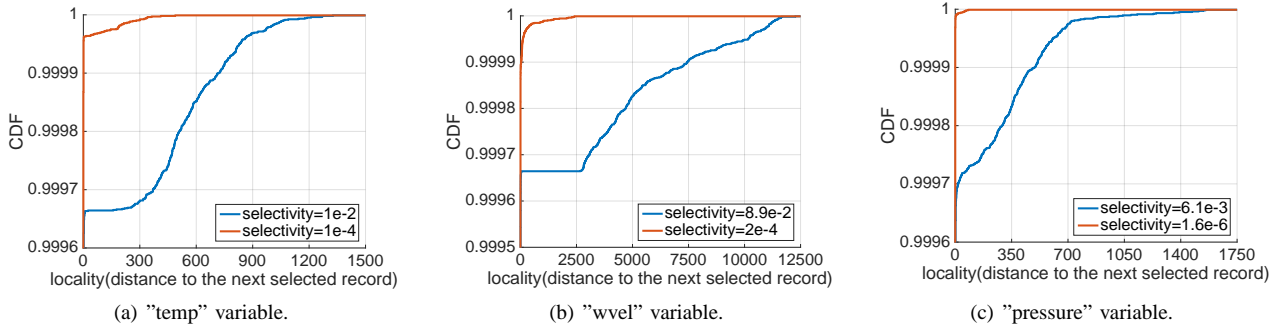 1
0.9999
0.9998
0.9997
0.9996
CDF
0 300 600 900 1200 1500
locality(distance to the next selected record)
selectivity=1e-2
selectivity=1e-4
(a) ”temp” variable.
1
0.9999
0.9998
0.9997
0.9996
0.9995
CDF
0 2500 5000 7500 10000 12500
locality(distance to the next selected record)
selectivity=8.9e-2
selectivity=2e-4
(b) ”wvel” variable.
1
0.9999
0.9998
0.9997
0.9996
CDF
0 350 700 1050 1400 1750
locality(distance to the next selected record)
selectivity=6.1e-3
selectivity=1.6e-6
(c) ”pressure” variable.